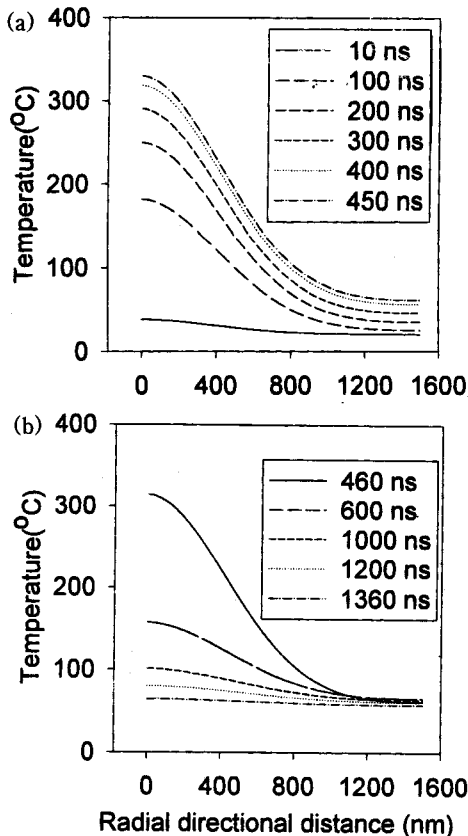 (a)
400
300
200
100
0
Temperature(°C)
10 ns
100 ns
200 ns
300 ns
400 ns
450 ns
0 400 800 1200 1600
(b)
400
300
200
100
0
Temperature(°C)
460 ns
600 ns
1000 ns
1200 ns
1360 ns
0 400 800 1200 1600
Radial directional distance (nm)